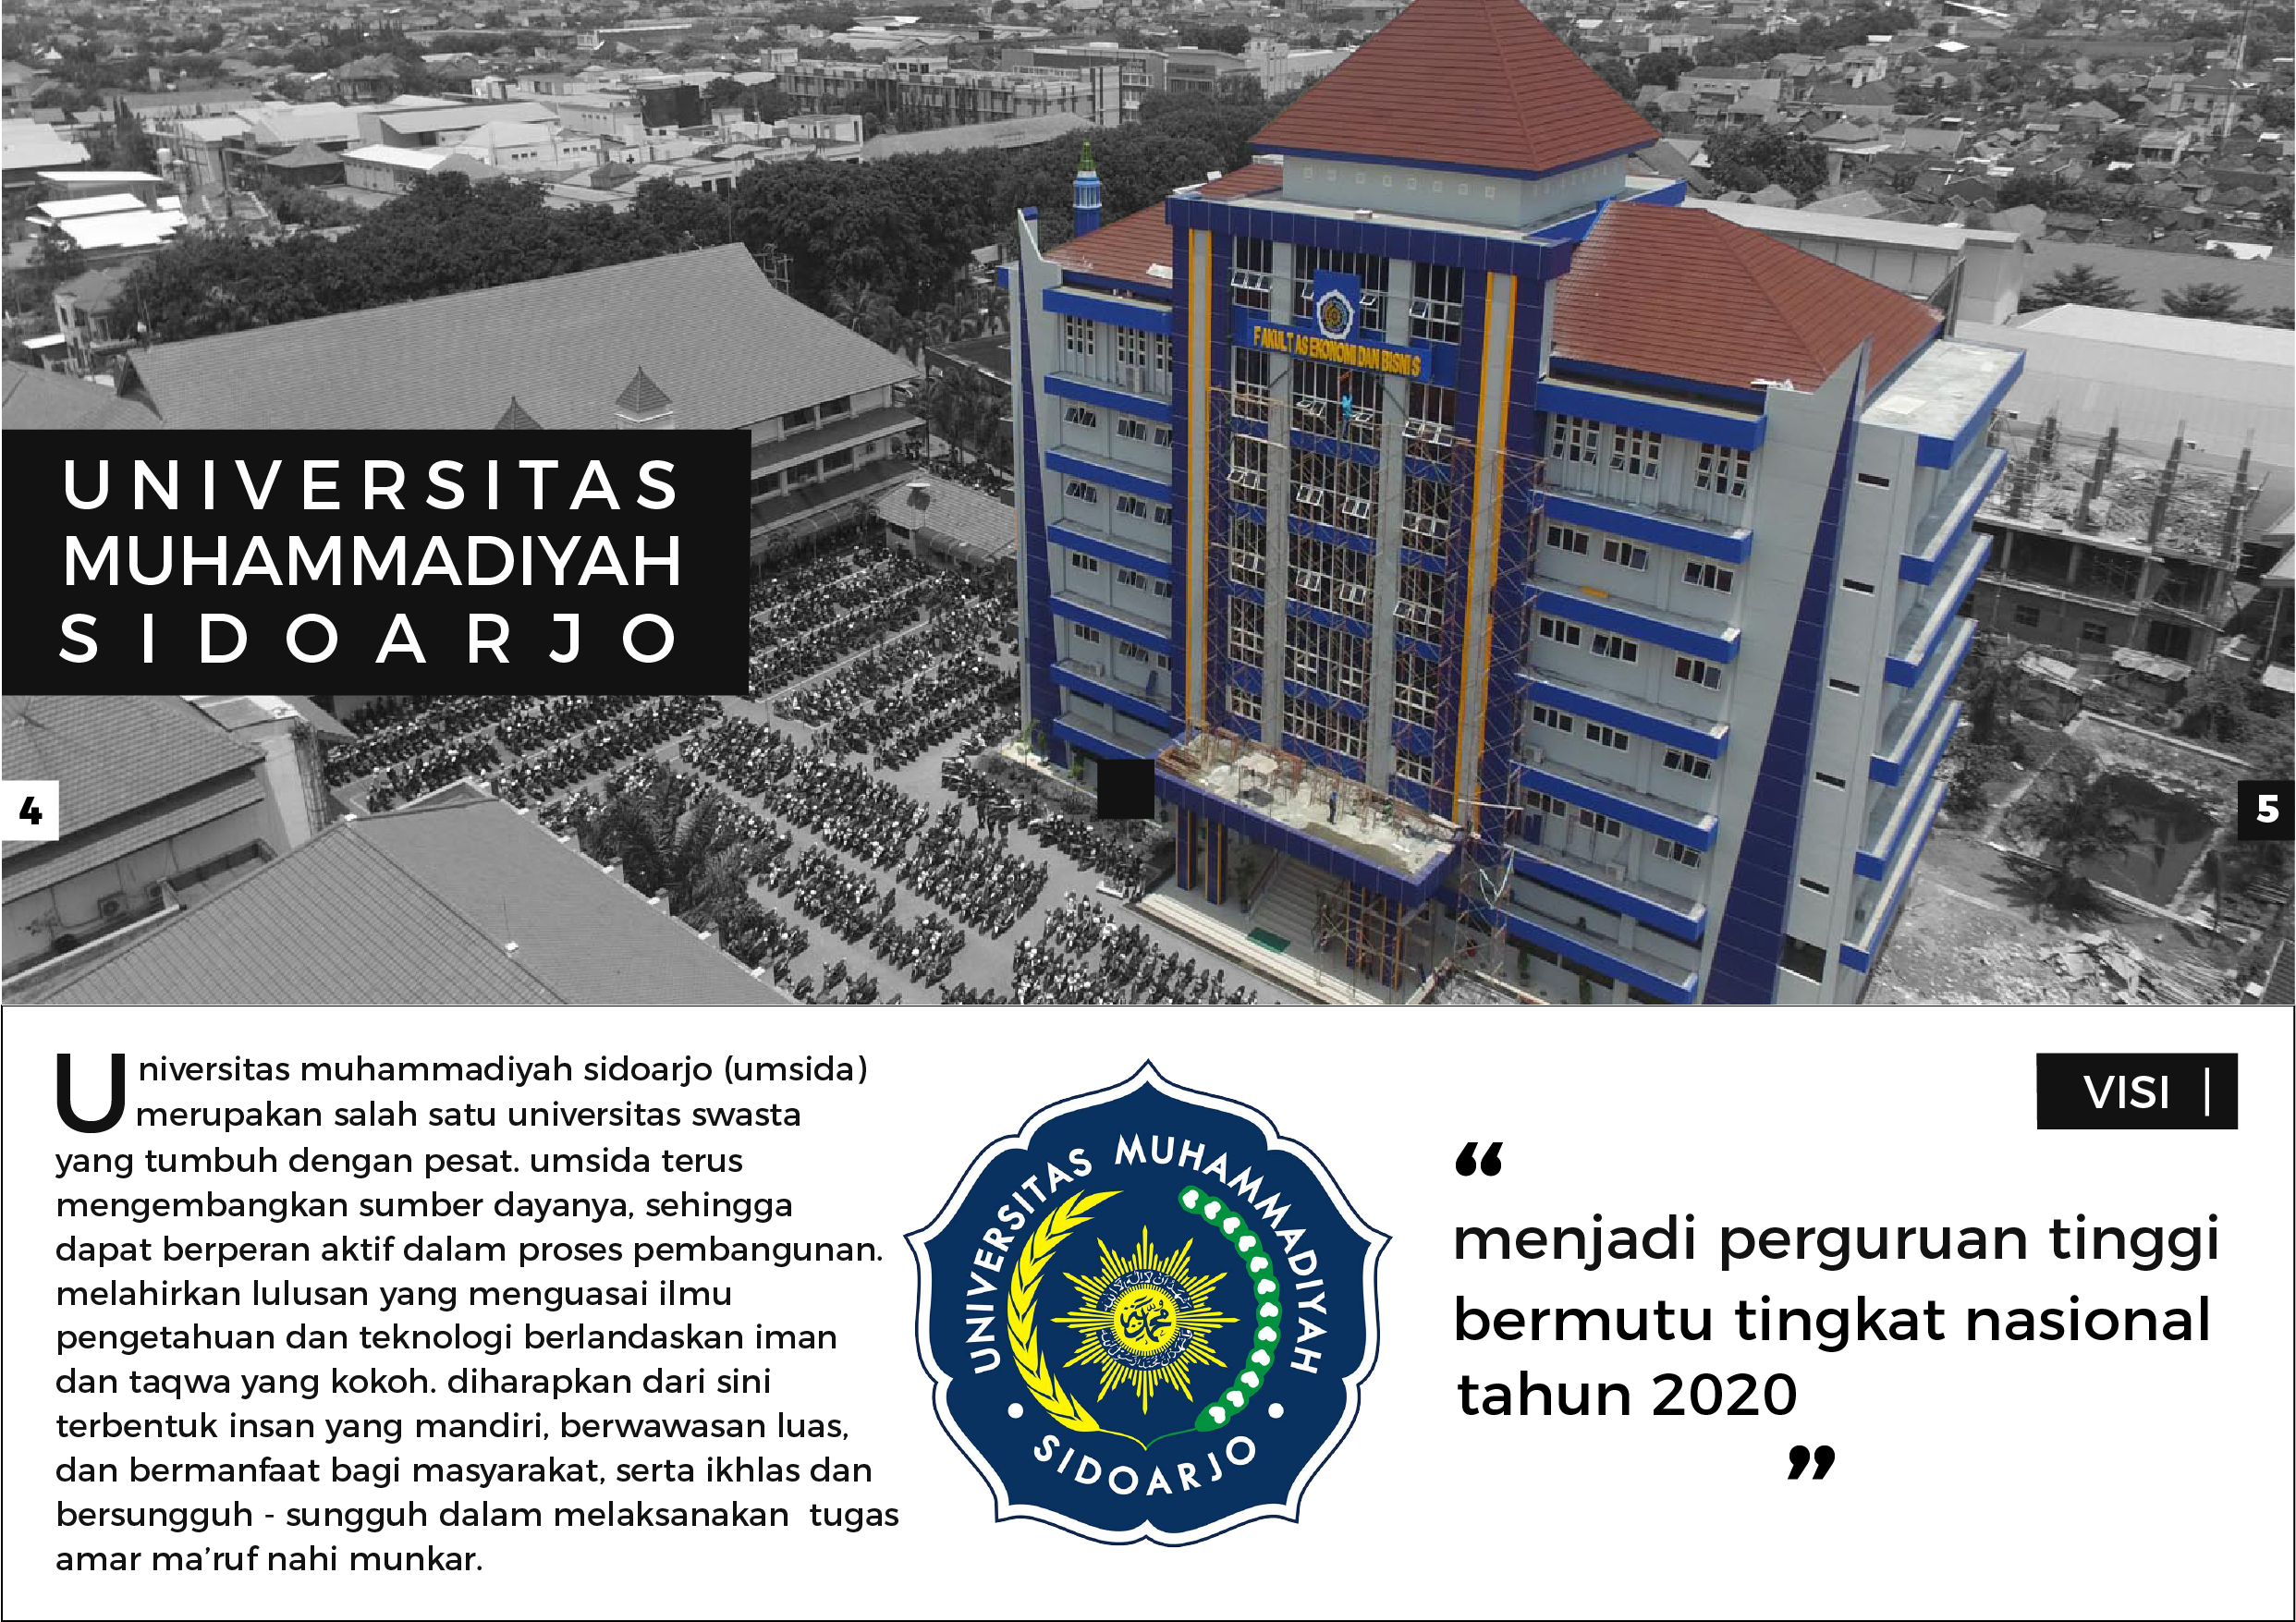 FAKULTAS EKONOMI DAN BISNIS
UNIVERSITAS
MUHAMMADIYAH
SIDOARJO
4
5
Universitas muhammadiyah sidoarjo (umsida)
merupakan salah satu universitas swasta
yang tumbuh dengan pesat. umsida terus
mengembangkan sumber dayanya, sehingga
dapat berperan aktif dalam proses pembangunan.
melahirkan lulusan yang menguasai ilmu
pengetahuan dan teknologi berlandaskan iman
dan taqwa yang kokoh. diharapkan dari sini
terbentuk insan yang mandiri, berwawasan luas,
dan bermanfaat bagi masyarakat, serta ikhlas dan
bersungguh - sungguh dalam melaksanakan  tugas
amar ma’ruf nahi munkar.
UNIVERSITAS MUHAMMADIYAH
• SIDOARJO •
VISI |
“
menjadi perguruan tinggi
bermutu tingkat nasional
tahun 2020
”